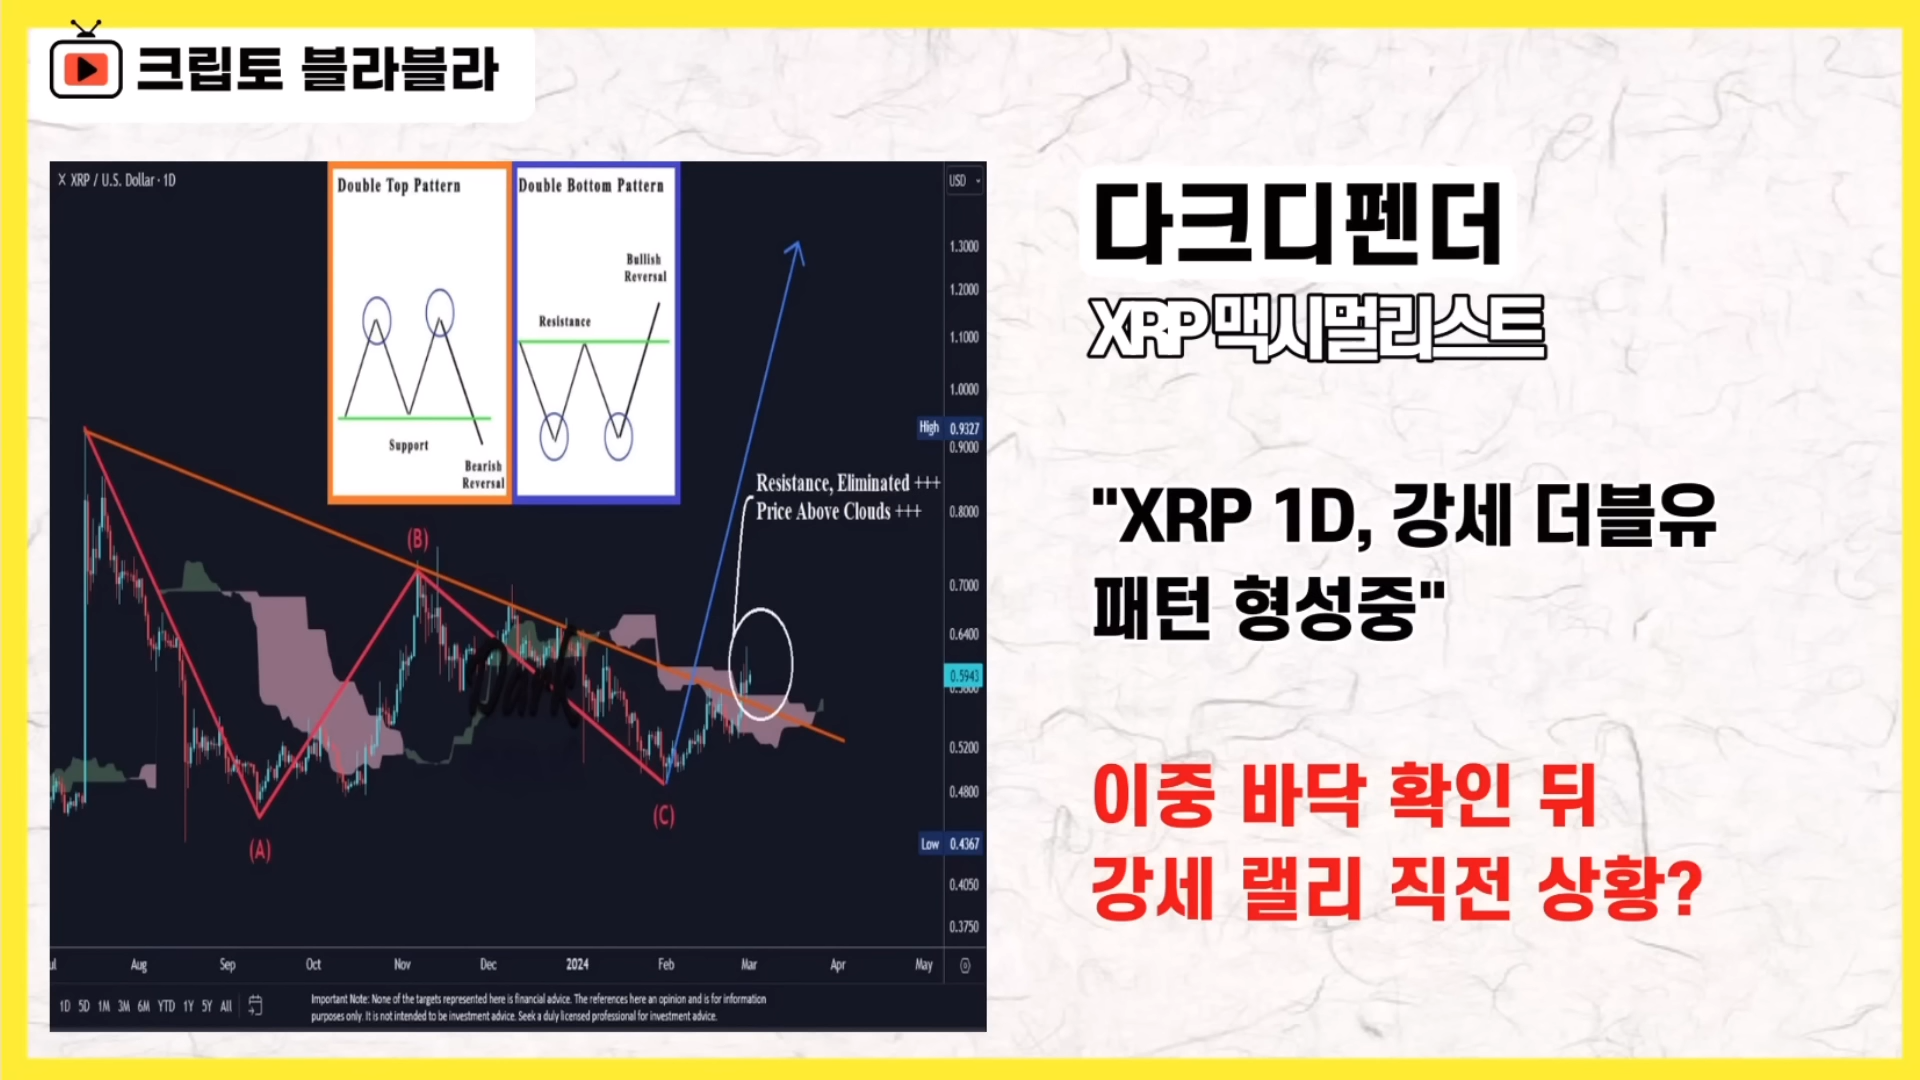 크립토 블라블라
X XRP / U.S. Dollar · 1D
USD
Double Top Pattern
Support
Bearish
Reversal
Double Bottom Pattern
Bullish
Reversal
Resistance
Resistance, Eliminated +++
Price Above Clouds +++
(A)
(B)
(C)
Dark
1.3000
1.2000
1.1000
1.0000
High 0.9327
0.9000
0.8000
0.7000
0.6400
0.5943
0.5200
0.4800
Low 0.4367
0.4050
0.3750
Aug Sep Oct Nov Dec 2024 Feb Mar Apr May
1D 5D 1M 3M 6M YTD 1Y 5Y All
Important Note: None of the targets represented here is financial advice. The references here an opinion and is for information
purposes only. It is not intended to be investment advice. Seek a duly licensed professional for investment advice.
다크디펜더
XRP 맥시멀리스트
"XRP 1D, 강세 더블유
패턴 형성중"
이중 바닥 확인 뒤
강세 랠리 직전 상황?